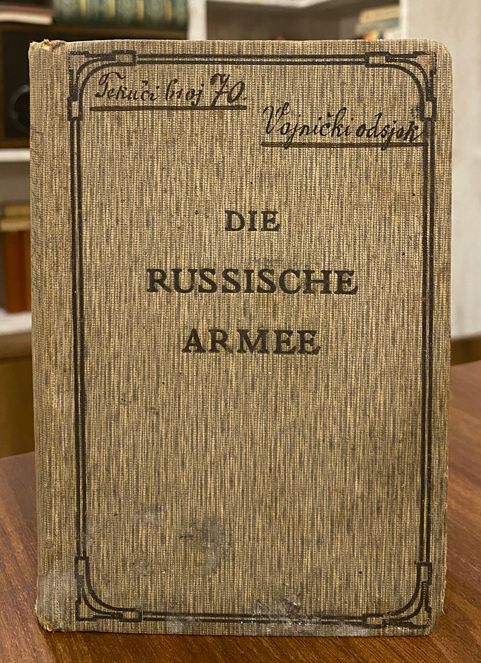 Tekući broj 70
Vojnički odsjek
DIE
RUSSISCHE
ARMEE